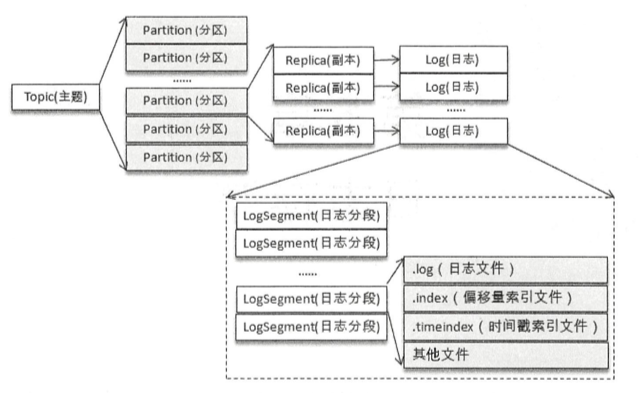 Topic(主题)
Partition (分区)
Partition (分区)
......
Partition (分区)
Partition (分区)
Partition (分区)
Replica(副本)
Replica(副本)
......
Replica(副本)
Log(日志)
Log(日志)
......
Log(日志)
LogSegment(日志分段)
LogSegment(日志分段)
......
LogSegment(日志分段)
LogSegment(日志分段)
.log（日志文件）
.index（偏移量索引文件）
.timeindex（时间戳索引文件）
其他文件